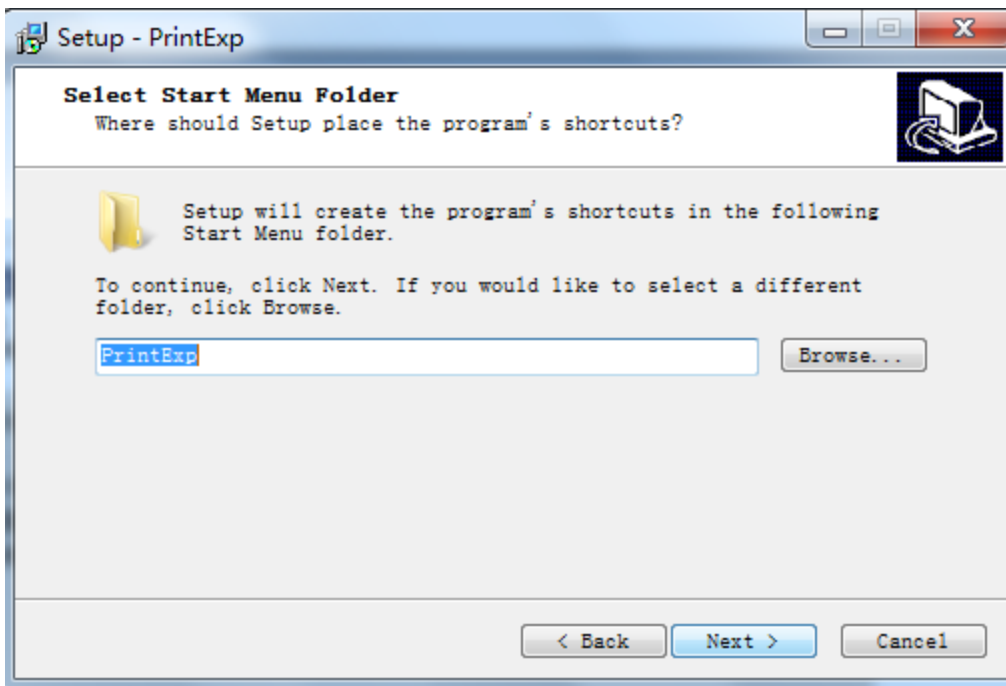 Setup - PrintExp
Select Start Menu Folder
Where should Setup place the program's shortcuts?
Setup will create the program's shortcuts in the following
Start Menu folder.
To continue, click Next. If you would like to select a different
folder, click Browse.
PrintExp
Browse...
< Back
Next >
Cancel